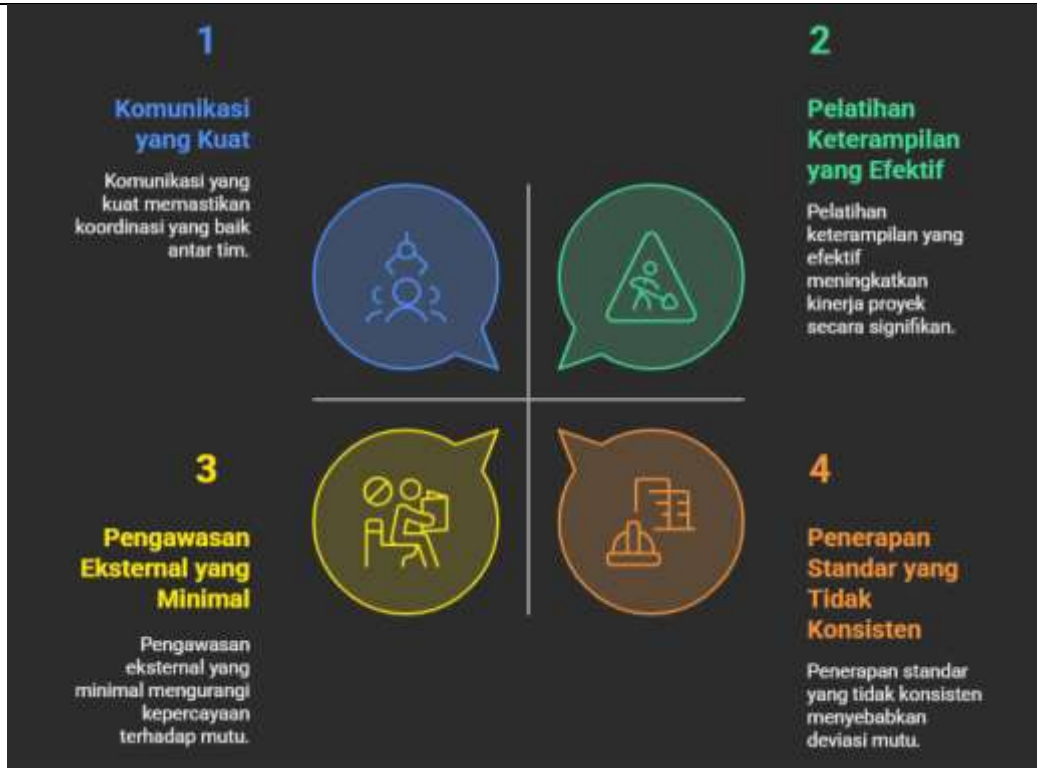 1
Komunikasi
yang Kuat
Komunikasi yang
kuat memastikan
koordinasi yang baik
antar tim.
2
Pelatihan
Keterampilan
yang Efektif
Pelatihan
keterampilan yang
efektif
meningkatkan
kinerja proyek
secara signifikan.
3
Pengawasan
Eksternal yang
Minimal
Pengawasan
eksternal yang
minimal mengurangi
kepercayaan
terhadap mutu.
4
Penerapan
Standar yang
Tidak
Konsisten
Penerapan standar
yang tidak konsisten
menyebabkan
deviasi mutu.